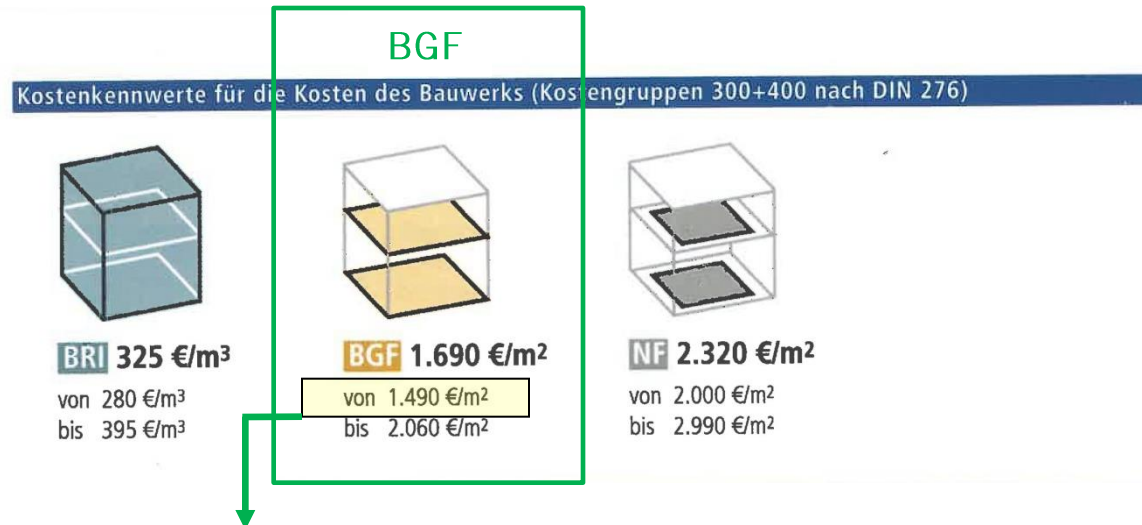 BGF
Kostenkennwerte für die Kosten des Bauwerks (Kostengruppen 300+400 nach DIN 276)
BRI 325 €/m³
von 280 €/m³
bis 395 €/m³
BGF 1.690 €/m²
von 1.490 €/m²
bis 2.060 €/m²
NF 2.320 €/m²
von 2.000 €/m²
bis 2.990 €/m²